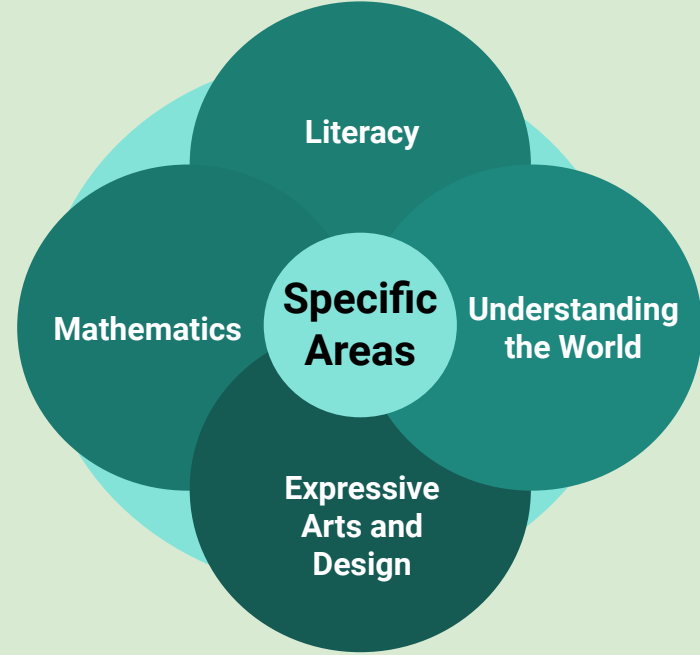 Literacy
Mathematics
Specific
Areas
Understanding
the World
Expressive
Arts and
Design